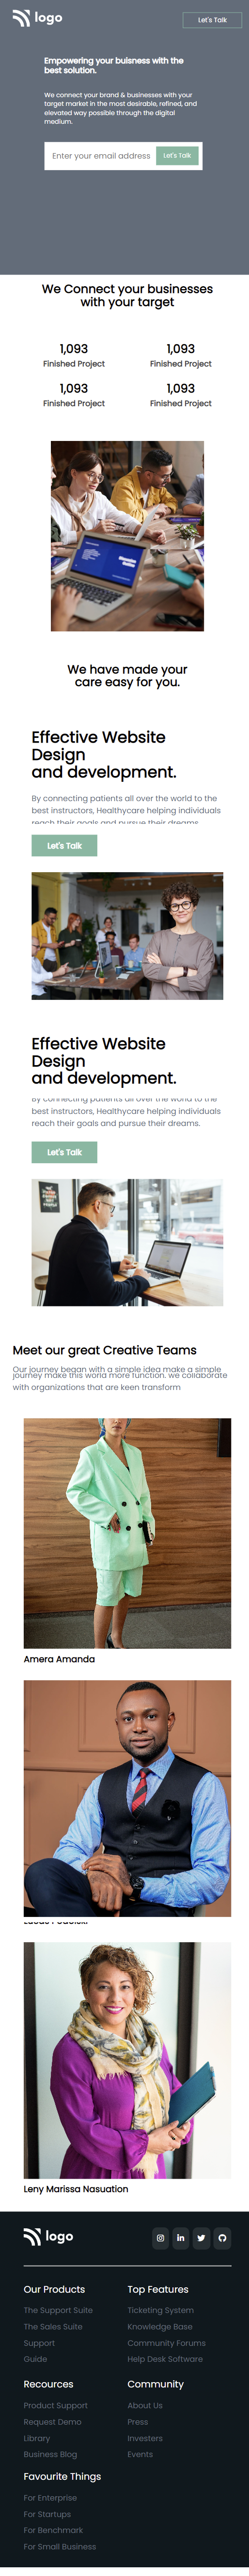 logo
Let's Talk
Empowering your buisness with the
best solution.
We connect your brand & businesses with your
target market in the most desirable, refined, and
elevated way possible through the digital
medium.
Enter your email address
Let's Talk
We Connect your businesses
with your target
1,093
1,093
Finished Project
Finished Project
1,093
1,093
Finished Project
Finished Project
We have made your
care easy for you.
Effective Website
Design
and development.
By connecting patients all over the world to the
best instructors, Healthycare helping individuals
reach their goals and pursue their dreams
Let's Talk
Effective Website
Design
and development.
By connecting patients all over the world to the
best instructors, Healthycare helping individuals
reach their goals and pursue their dreams.
Let's Talk
Meet our great Creative Teams
Our journey began with a simple idea make a simple
journey make this world more function. we collaborate
with organizations that are keen transform
Amera Amanda
Leny Marissa Nasuation
logo
Our Products
Top Features
The Support Suite
Ticketing System
The Sales Suite
Knowledge Base
Support
Community Forums
Guide
Help Desk Software
Recources
Community
Product Support
About Us
Request Demo
Press
Library
Investers
Business Blog
Events
Favourite Things
For Enterprise
For Startups
For Benchmark
For Small Business